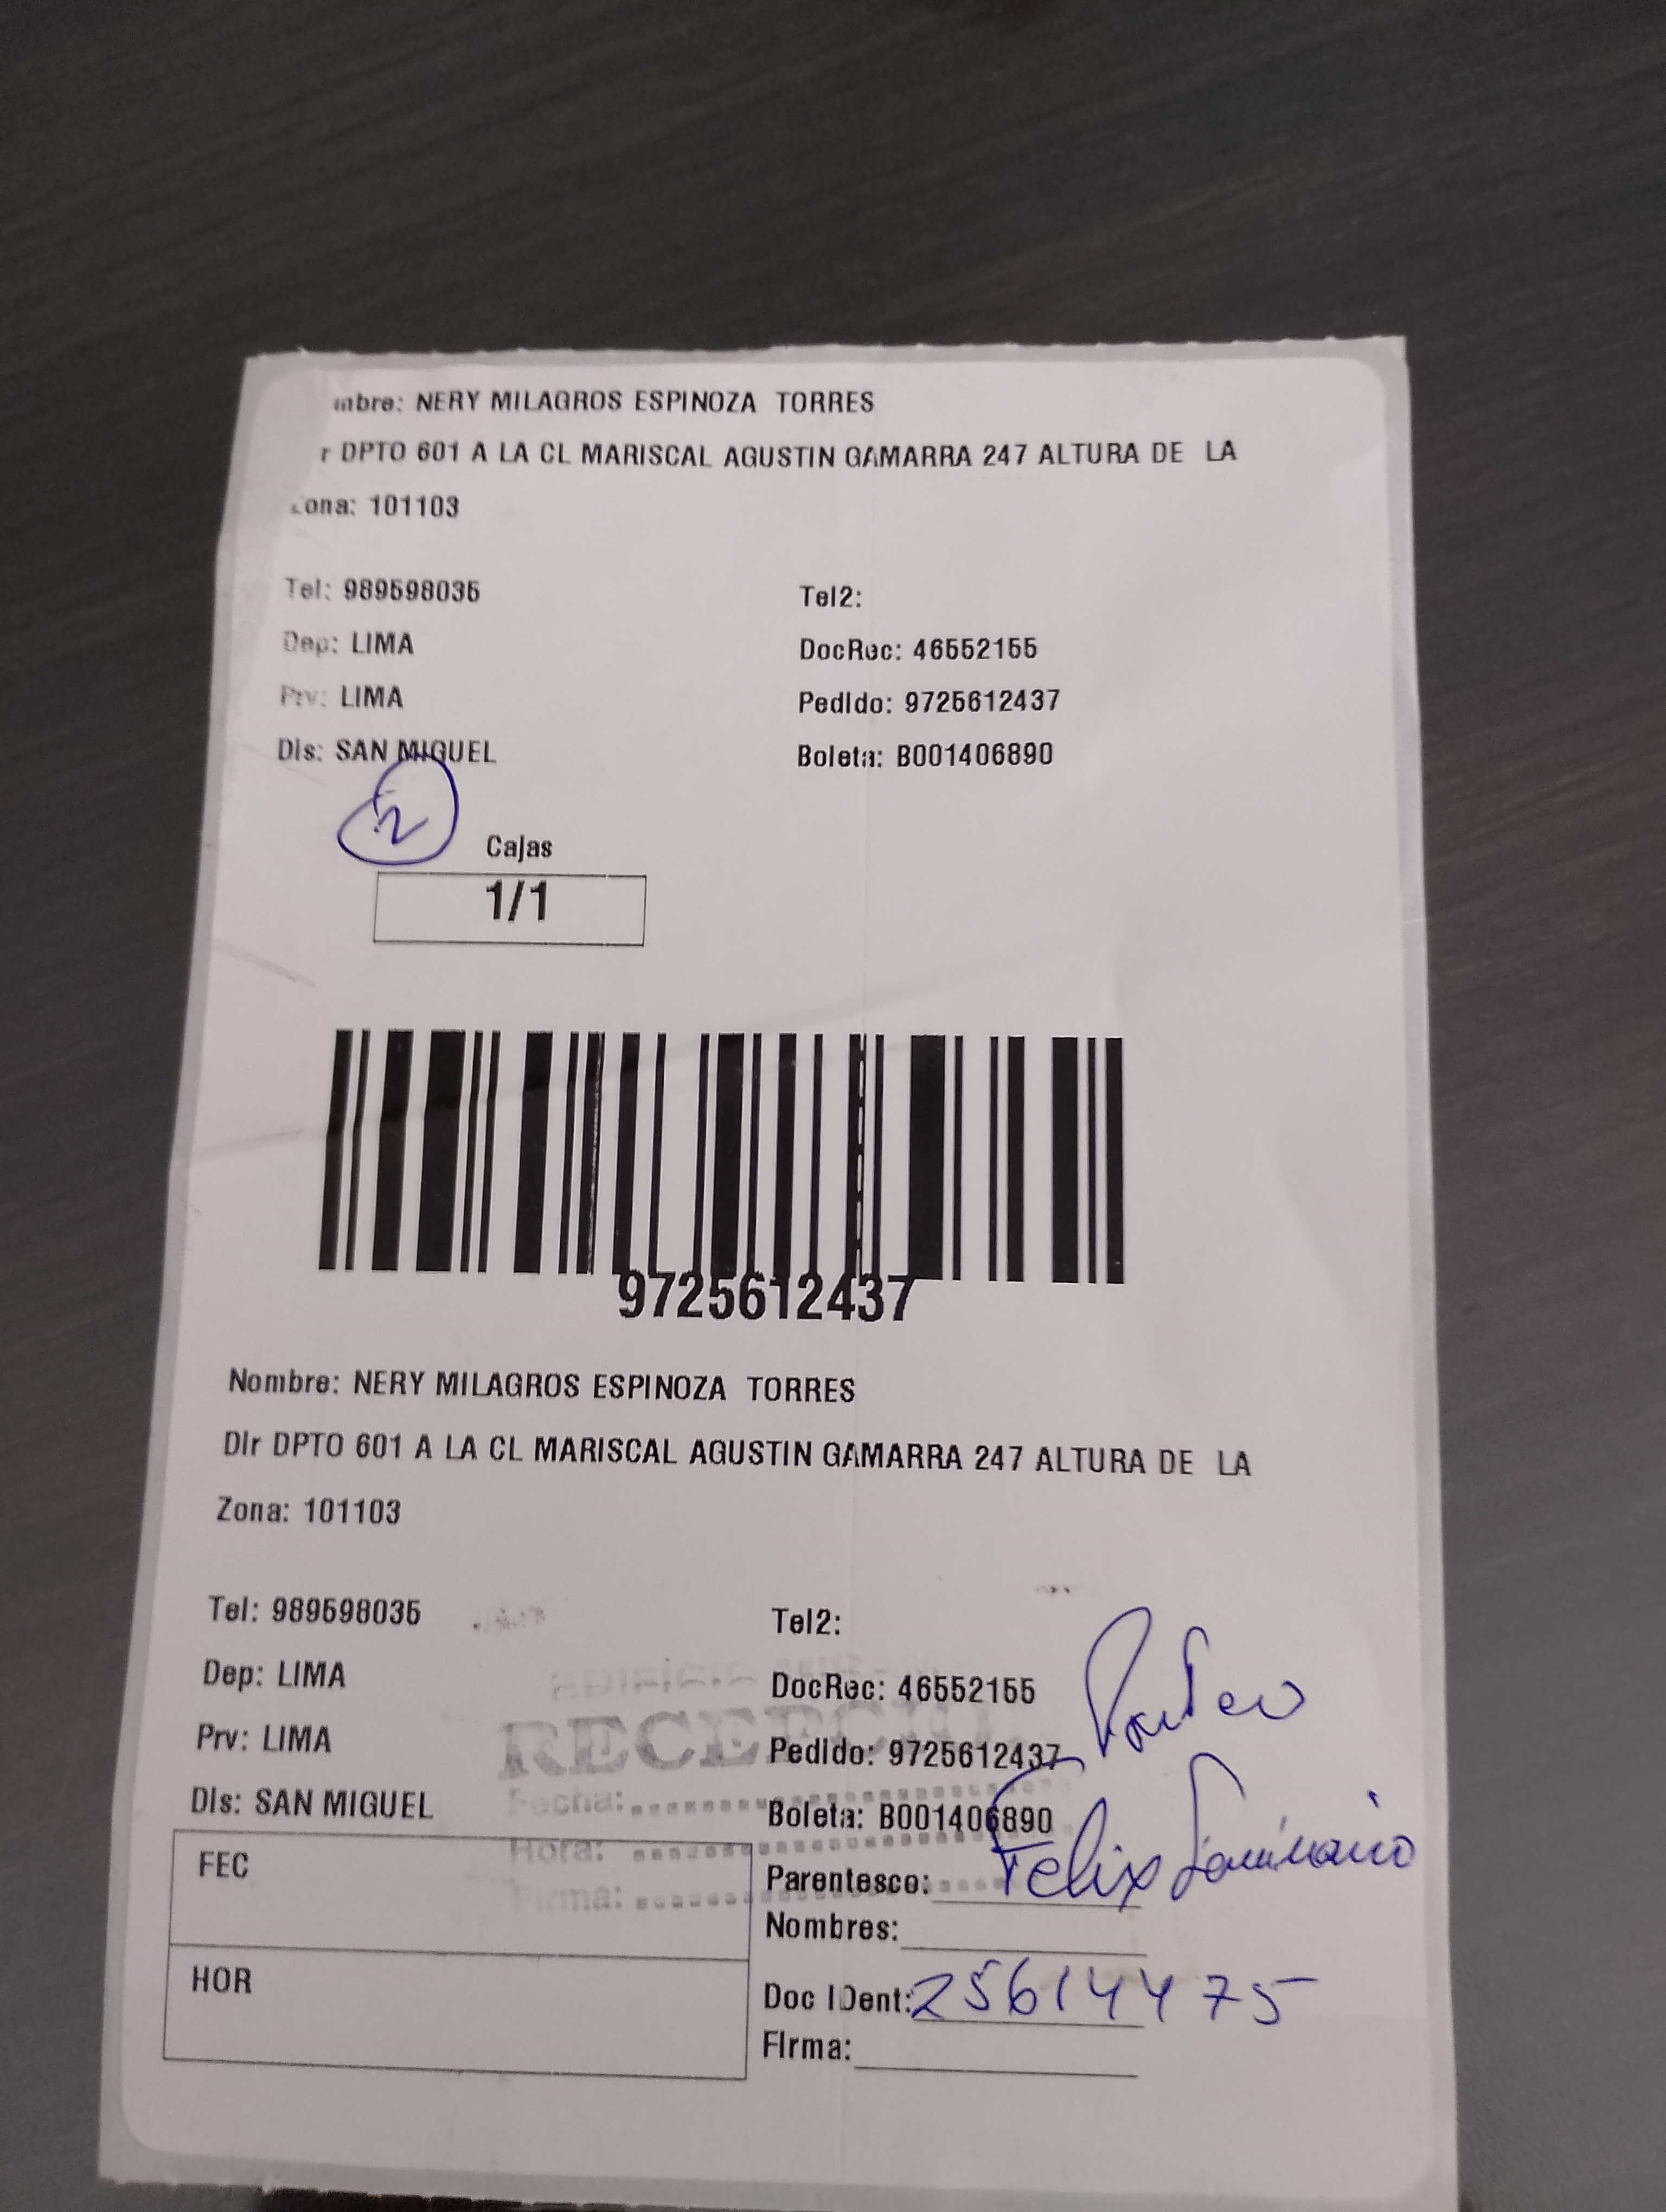 mbre: NERY MILAGROS ESPINOZA TORRES
r DPTO 601 A LA CL MARISCAL AGUSTIN GAMARRA 247 ALTURA DE LA
ona: 101103
Tel: 989598035
Tel2:
Dep: LIMA
DocRec: 46552155
Prv: LIMA
Pedido: 9725612437
Dis: SAN MIGUEL
Boleta: B001406890
2
Cajas
1/1
9725612437
Nombre: NERY MILAGROS ESPINOZA TORRES
Dir DPTO 601 A LA CL MARISCAL AGUSTIN GAMARRA 247 ALTURA DE LA
Zona: 101103
Tel: 989598035
Tel2:
Dep: LIMA
DocRec: 46552155
Prv: LIMA
Pedido: 9725612437
Dis: SAN MIGUEL
Boleta: B001406890
EDIFICIO
RECEPCIO
Fecha:
Hora:
Firma:
FEC
HOR
Parentesco: Felix
Nombres:
Doc IDent: 25614475
Firma: